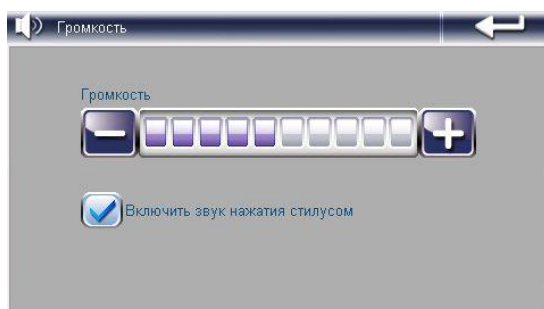 Громкость
Громкость
Включить звук нажатия стилусом